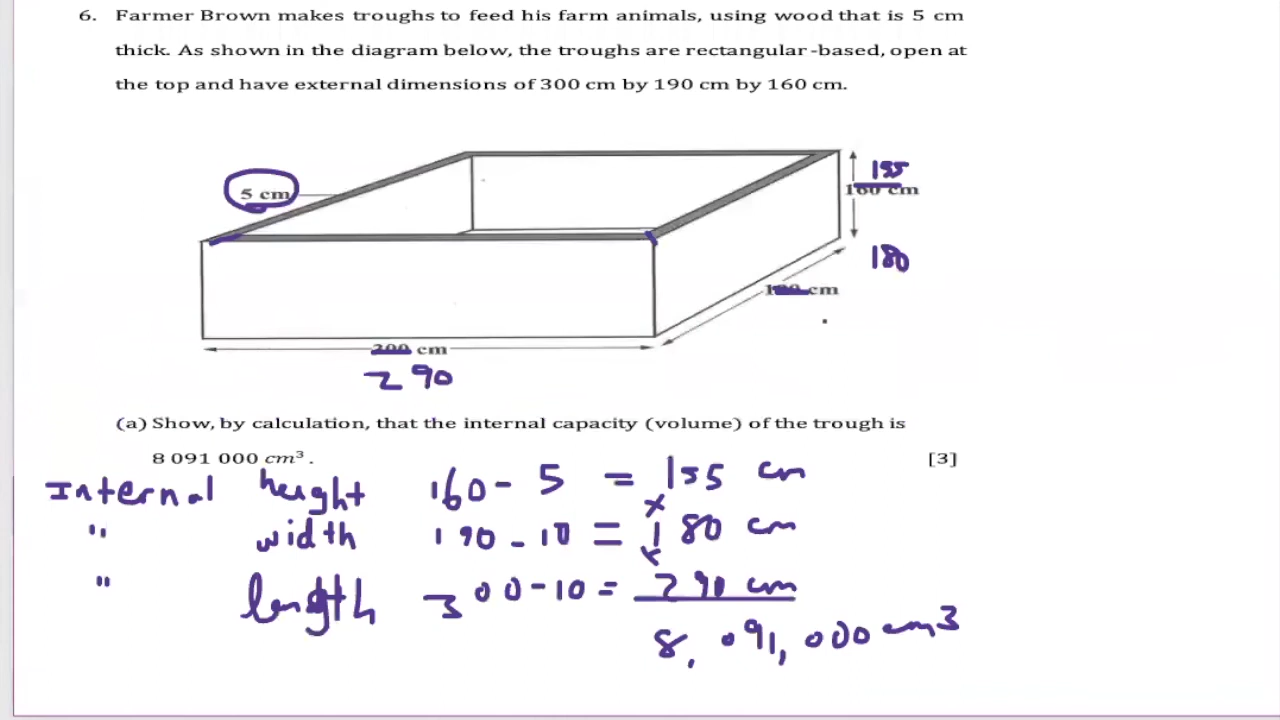 6. Farmer Brown makes troughs to feed his farm animals, using wood that is 5 cm
thick. As shown in the diagram below, the troughs are rectangular-based, open at
the top and have external dimensions of 300 cm by 190 cm by 160 cm.
155
5 cm
160 cm
180
cm
300 cm
290
(a) Show, by calculation, that the internal capacity (volume) of the trough is
8 091 000 cm³. [3]
Internal height 160 - 5 = 155 cm
×
" width 190 - 10 = 180 cm
×
" length 300 - 10 = 290 cm
8,091,000 cm3